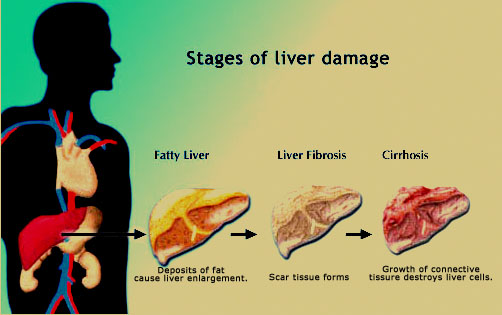 Stages of liver damage
Fatty Liver
Liver Fibrosis
Cirrhosis
Deposits of fat
cause liver enlargement.
Scar tissue forms
Growth of connective
tissue destroys liver cells.